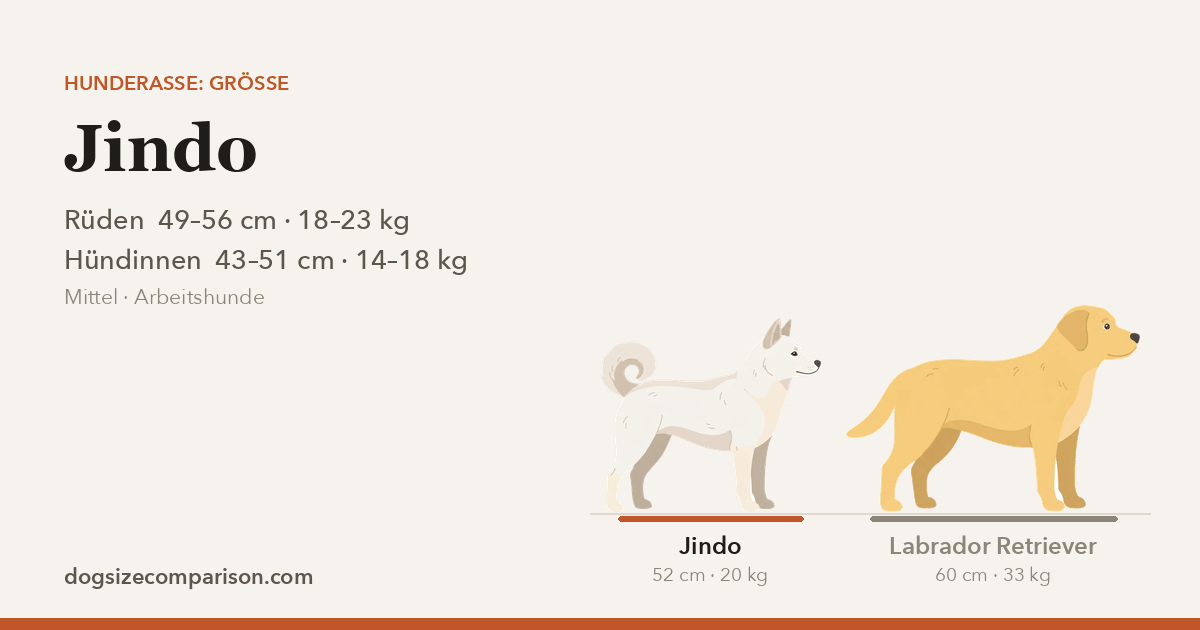 HUNDERASSE: GRÖSSE
Jindo
Rüden 49–56 cm · 18–23 kg
Hündinnen 43–51 cm · 14–18 kg
Mittel · Arbeitshunde
Jindo
52 cm · 20 kg
Labrador Retriever
60 cm · 33 kg
dogsizecomparison.com